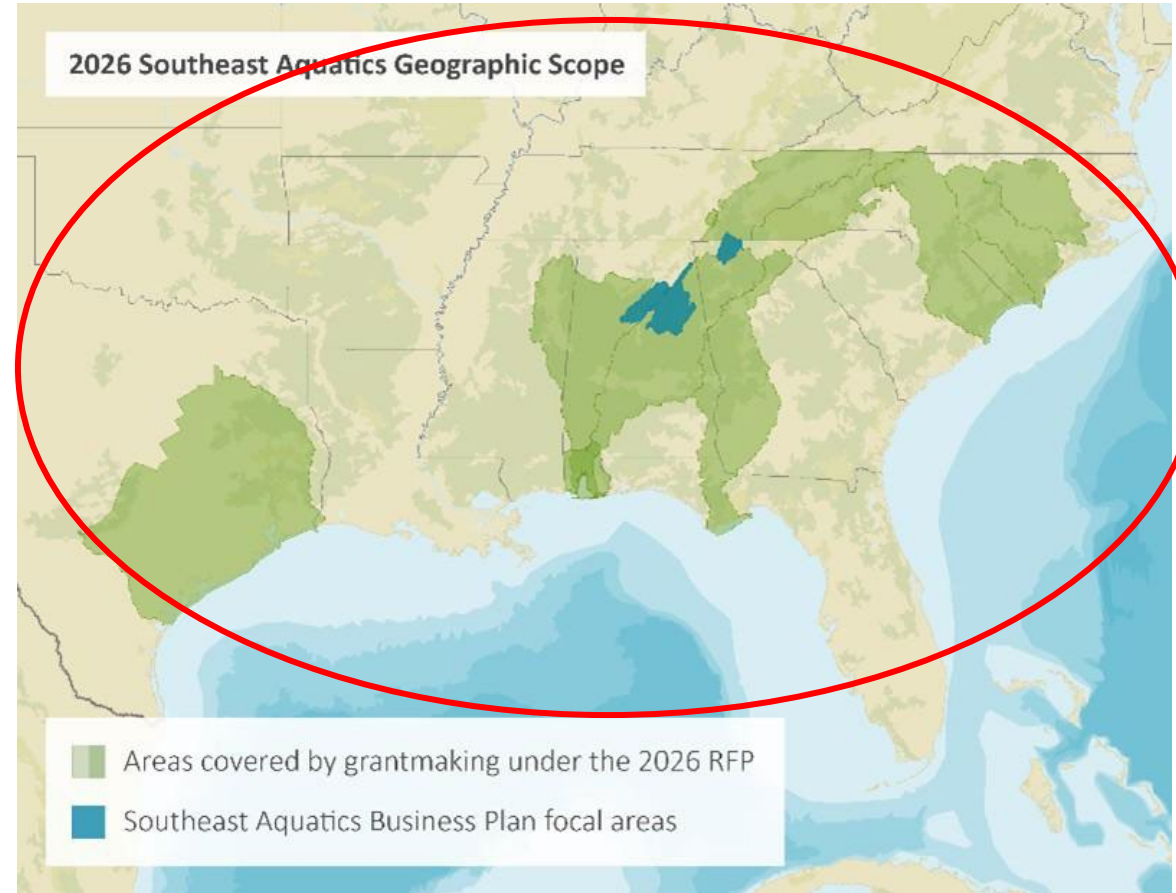 2026 Southeast Aquatics Geographic Scope
Areas covered by grantmaking under the 2026 RFP
Southeast Aquatics Business Plan focal areas